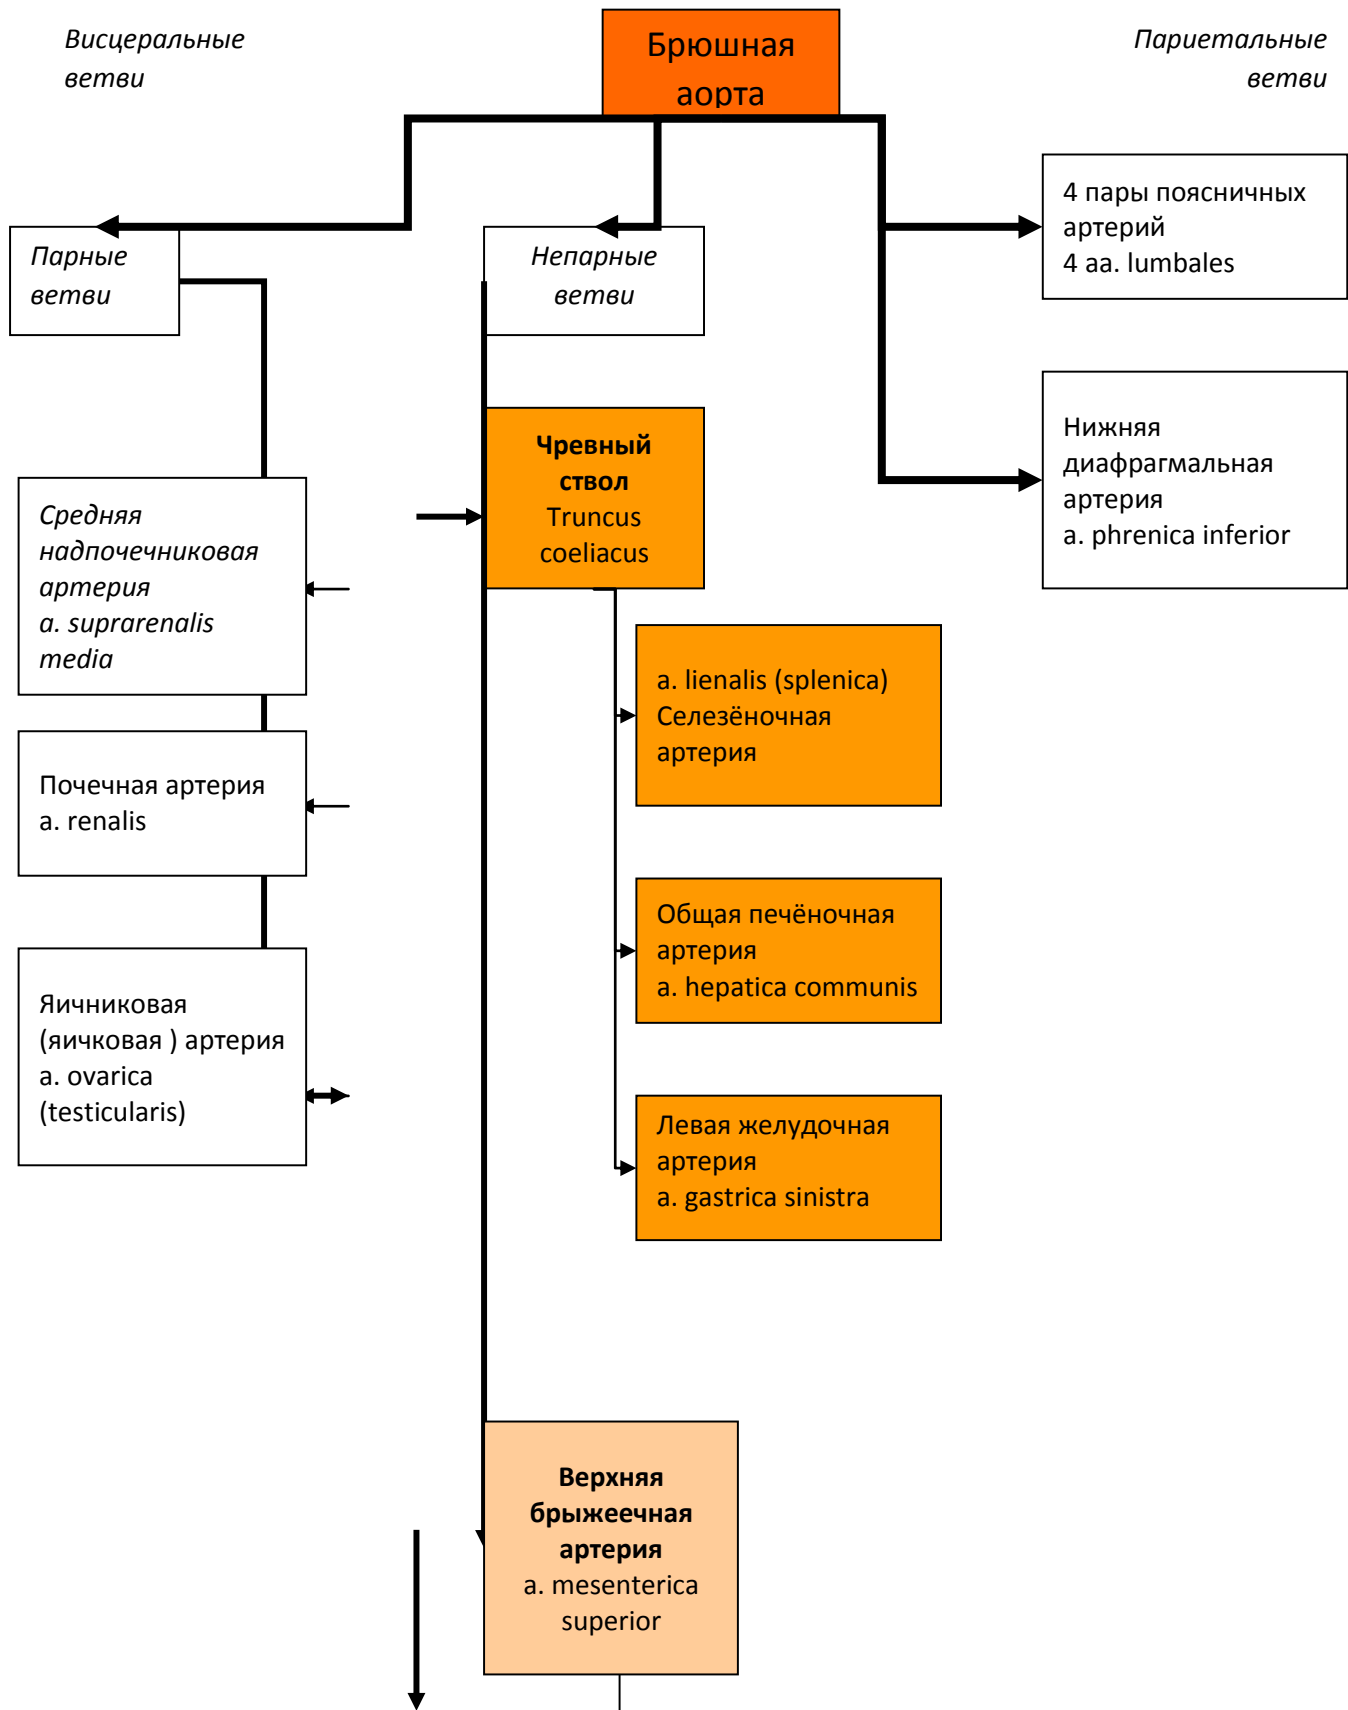 Висцеральные
ветви
Брюшная
аорта
Париетальные
ветви
4 пары поясничных
артерий
4 aa. lumbales
Парные
ветви
Непарные
ветви
Нижняя
диафрагмальная
артерия
a. phrenica inferior
Чревный
ствол
Truncus
coeliacus
Средняя
надпочечниковая
артерия
a. suprarenalis
media
a. lienalis (splenica)
Селезёночная
артерия
Почечная артерия
a. renalis
Общая печёночная
артерия
a. hepatica communis
Яичниковая
(яичковая ) артерия
a. ovarica
(testicularis)
Левая желудочная
артерия
a. gastrica sinistra
Верхняя
брыжеечная
артерия
a. mesenterica
superior